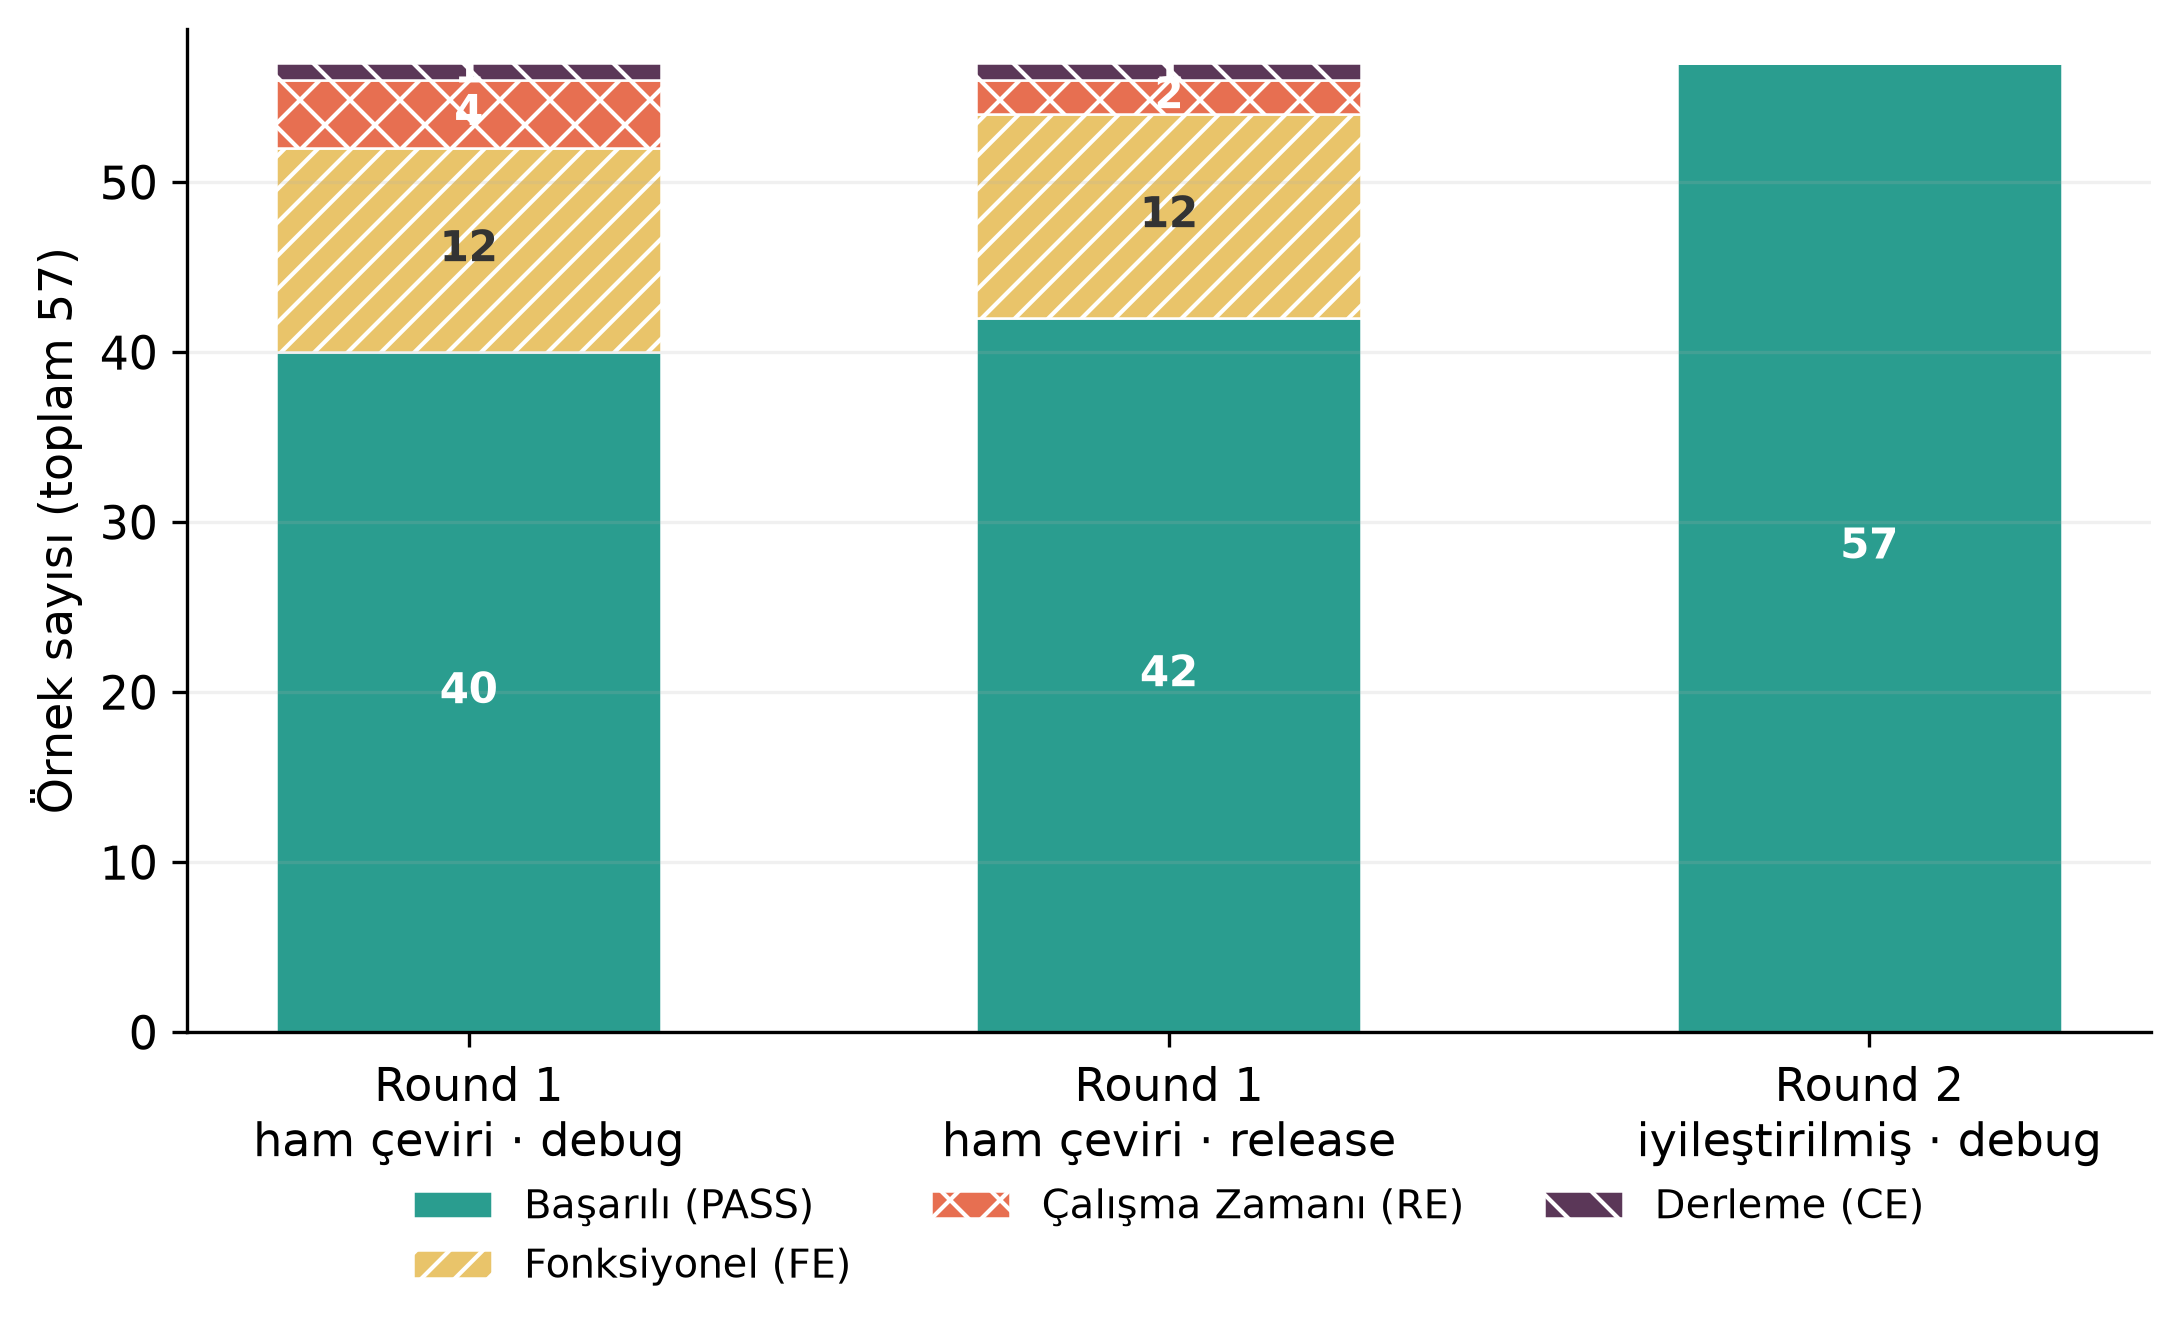 Örnek sayısı (toplam 57)
50
40
30
20
10
0
4
12
40
2
12
42
57
Round 1
ham çeviri · debug
Round 1
ham çeviri · release
Round 2
iyileştirilmiş · debug
Başarılı (PASS)
Fonksiyonel (FE)
Çalışma Zamanı (RE)
Derleme (CE)